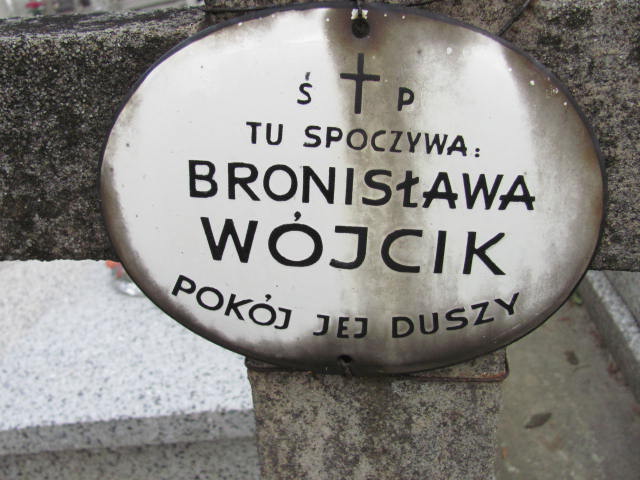 Ś P
TU SPOCZYWA:
BRONISŁAWA
WÓJCIK
POKÓJ JEJ DUSZY